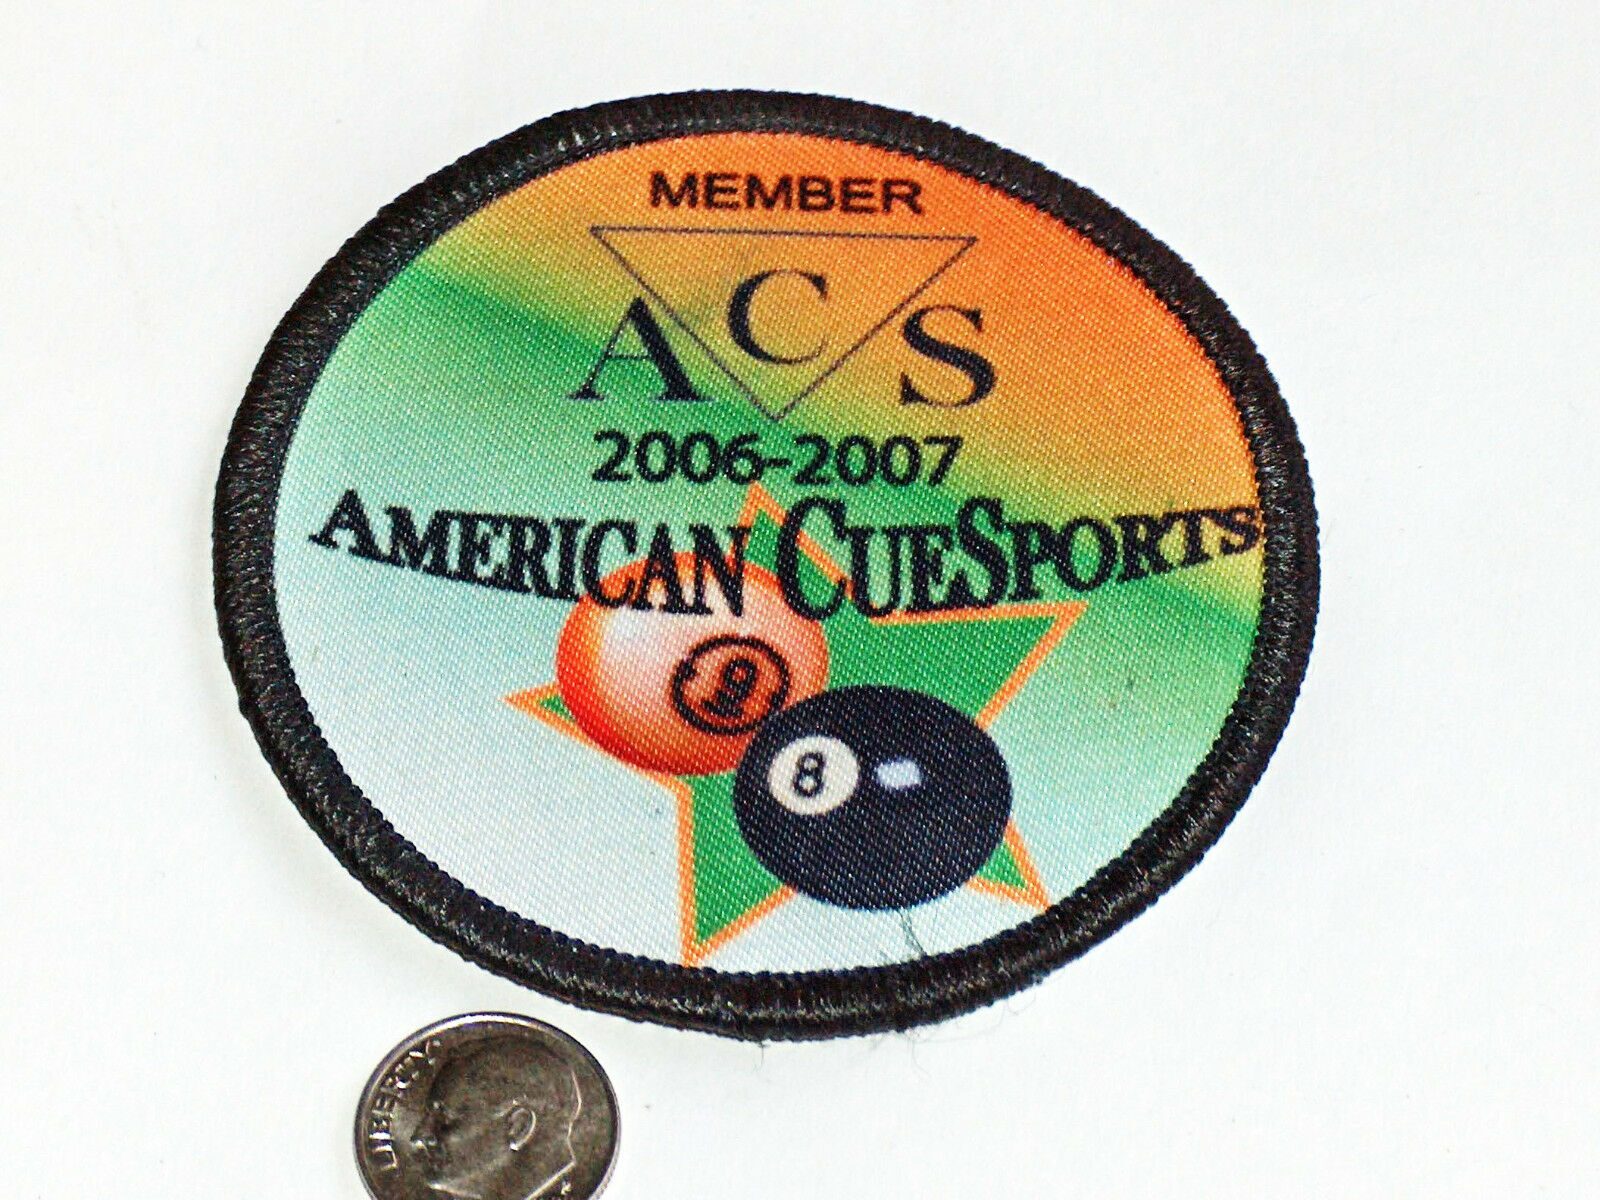 MEMBER
ACS
2006-2007
AMERICAN CUESPORTS
9
8
LIBERTY